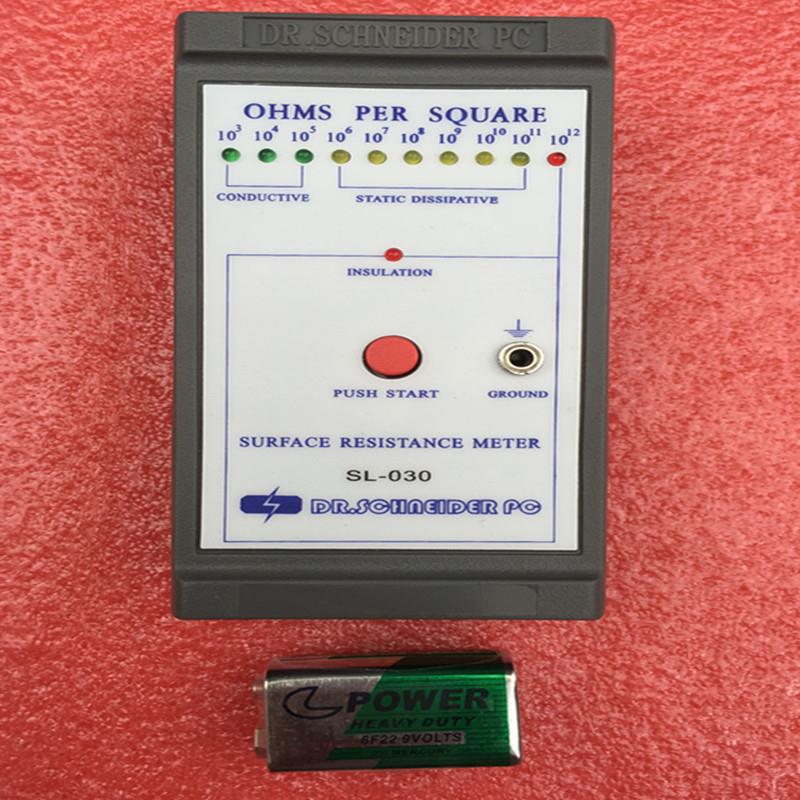 DR.SCHNEIDER PC
OHMS PER SQUARE
10³ 10⁴ 10⁵ 10⁶ 10⁷ 10⁸ 10⁹ 10¹⁰ 10¹¹ 10¹²
CONDUCTIVE STATIC DISSIPATIVE
INSULATION
PUSH START GROUND
SURFACE RESISTANCE METER
SL-030
DR.SCHNEIDER PC
POWER
HEAVY DUTY
6F22 9VOLTS
MERCURY